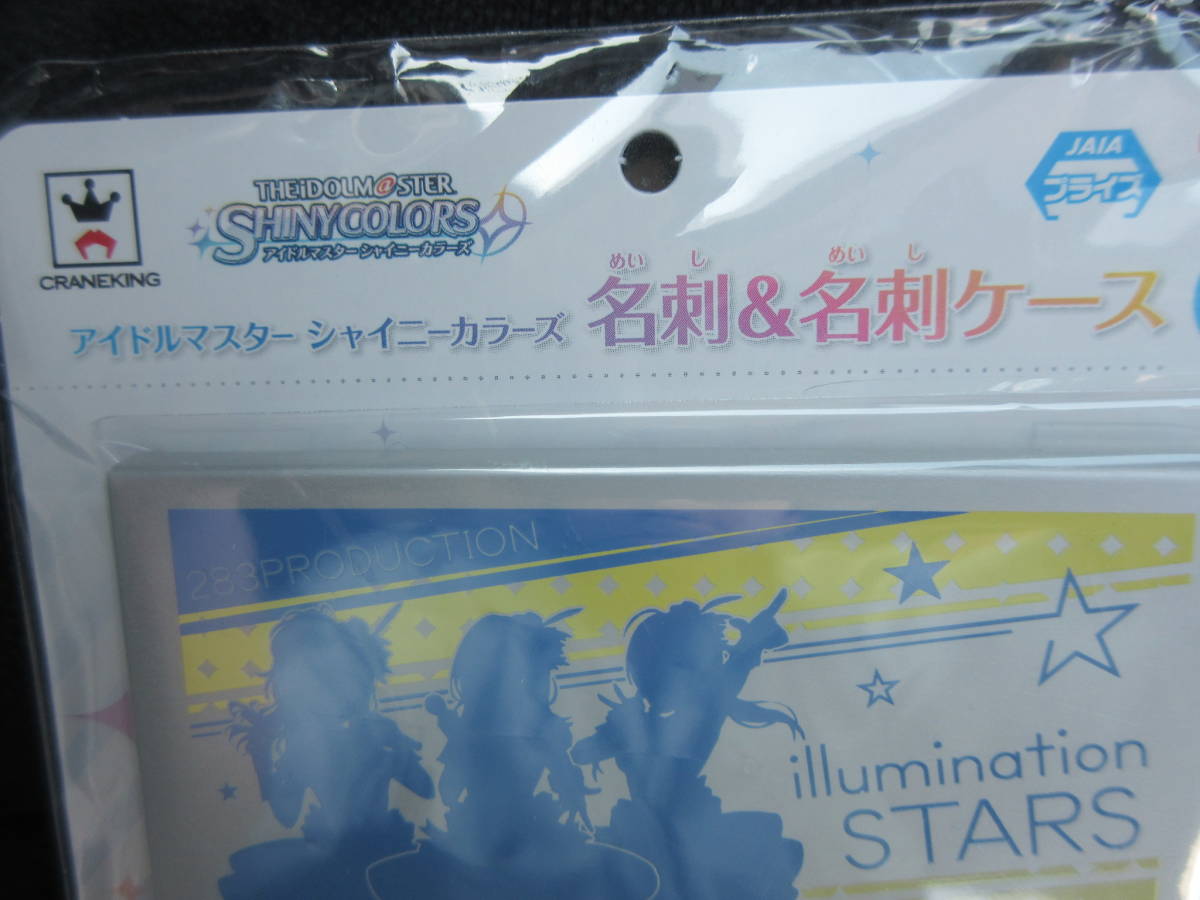 JAIA
プライズ
THE iDOLM@STER
SHINYCOLORS
アイドルマスター シャイニーカラーズ
CRANEKING
めいし めいし
アイドルマスター シャイニーカラーズ 名刺&名刺ケース
283PRODUCTION
illumination
STARS